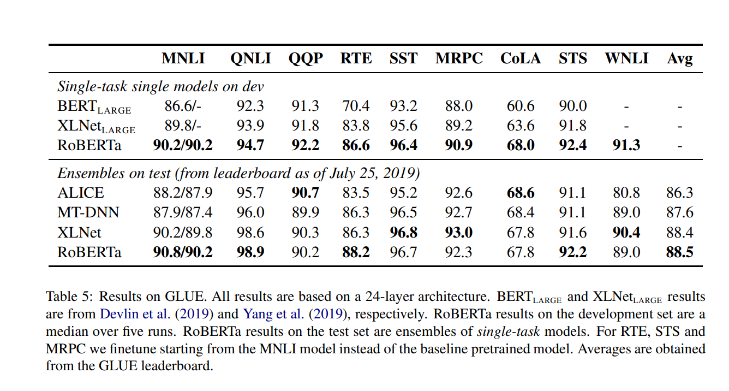 MNLI QNLI QQP RTE SST MRPC CoLA STS WNLI Avg
Single-task single models on dev
BERTLARGE 86.6/- 92.3 91.3 70.4 93.2 88.0 60.6 90.0 - -
XLNetLARGE 89.8/- 93.9 91.8 83.8 95.6 89.2 63.6 91.8 - -
RoBERTa 90.2/90.2 94.7 92.2 86.6 96.4 90.9 68.0 92.4 91.3 -
Ensembles on test (from leaderboard as of July 25, 2019)
ALICE 88.2/87.9 95.7 90.7 83.5 95.2 92.6 68.6 91.1 80.8 86.3
MT-DNN 87.9/87.4 96.0 89.9 86.3 96.5 92.7 68.4 91.1 89.0 87.6
XLNet 90.2/89.8 98.6 90.3 86.3 96.8 93.0 67.8 91.6 90.4 88.4
RoBERTa 90.8/90.2 98.9 90.2 88.2 96.7 92.3 67.8 92.2 89.0 88.5
Table 5: Results on GLUE. All results are based on a 24-layer architecture. BERTLARGE and XLNetLARGE results
are from Devlin et al. (2019) and Yang et al. (2019), respectively. RoBERTa results on the development set are a
median over five runs. RoBERTa results on the test set are ensembles of single-task models. For RTE, STS and
MRPC we finetune starting from the MNLI model instead of the baseline pretrained model. Averages are obtained
from the GLUE leaderboard.